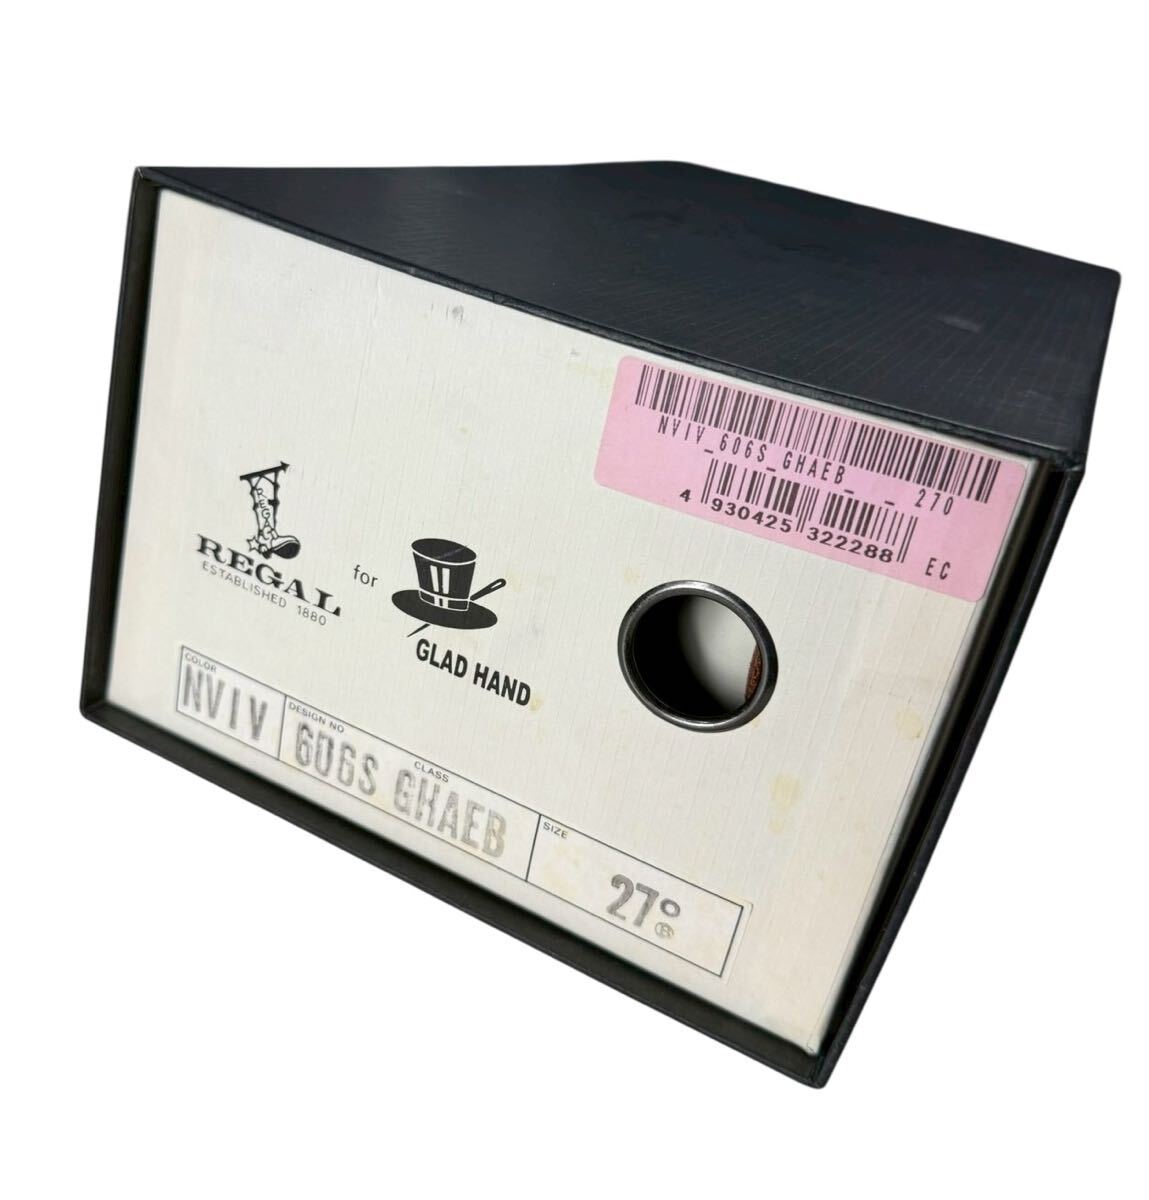 NVIV_606S_GHAEB_ _ 270
4 930425 322288 EC
REGAL
REGAL
ESTABLISHED 1880
for
GLAD HAND
COLOR
NVIV
DESIGN NO
CLASS
606S GHAEB
SIZE
27°